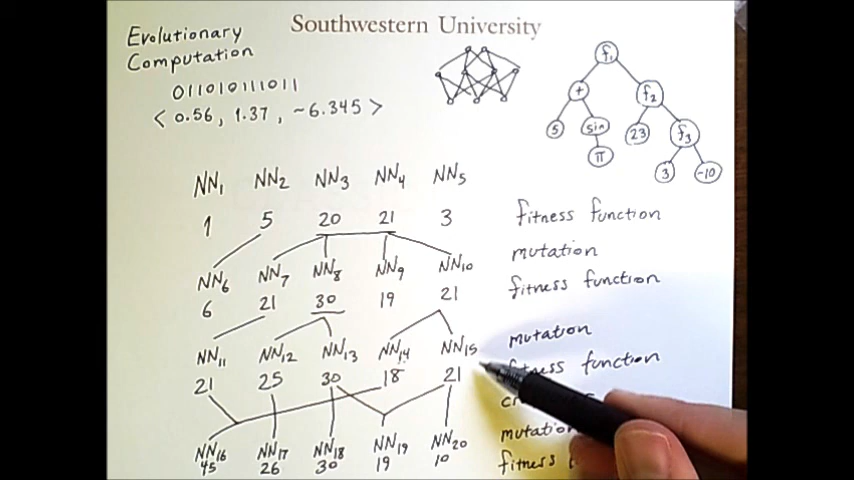 Southwestern University
Evolutionary
Computation
011010111011
< 0.56, 1.37, -6.345 >
f1
+ f2
5 sin 23 f3
π 3 -10
NN1 NN2 NN3 NN4 NN5
1 5 20 21 3 fitness function
mutation
NN6 NN7 NN8 NN9 NN10
6 21 30 19 21 fitness function
mutation
NN11 NN12 NN13 NN14 NN15
21 25 30 18 21 function
mutation
NN16 NN17 NN18 NN19 NN20
45 26 30 19 10 fitness